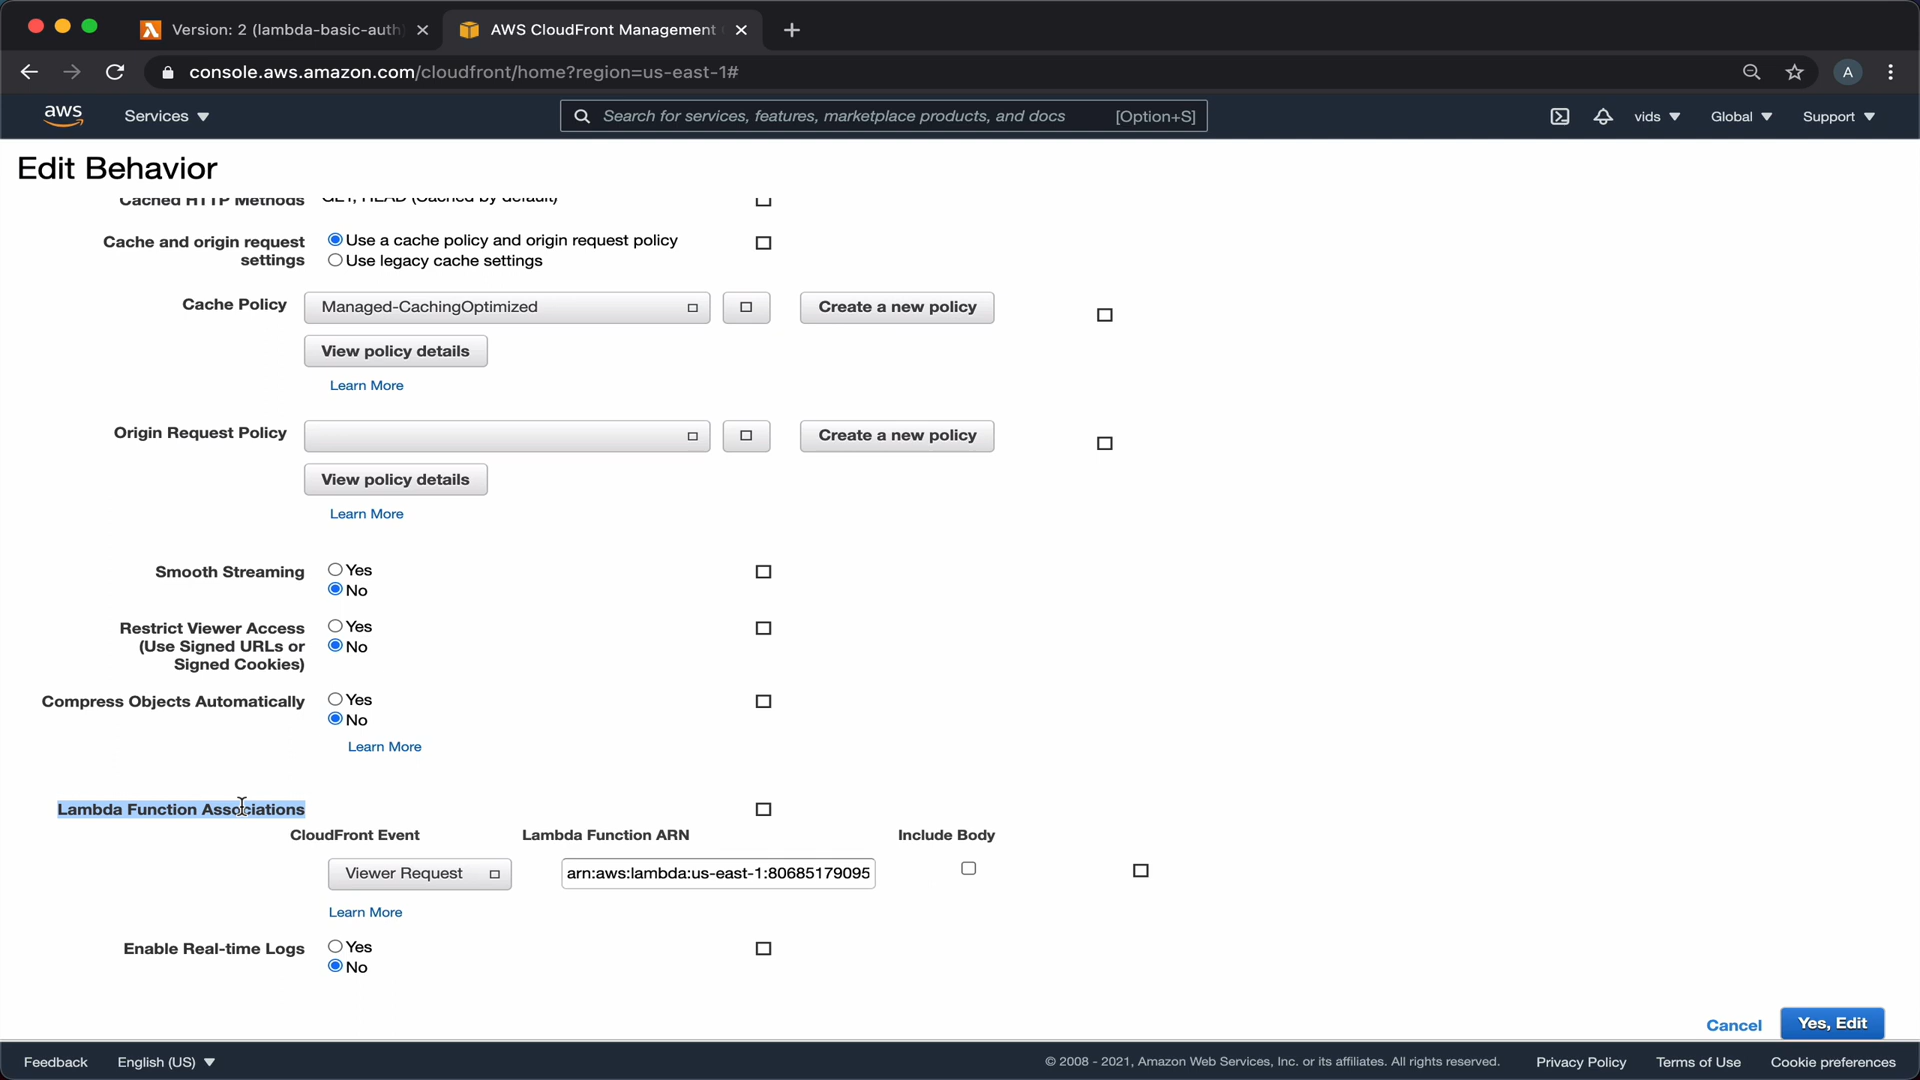 Version: 2 (lambda-basic-auth
AWS CloudFront Management
console.aws.amazon.com/cloudfront/home?region=us-east-1#
A
aws
Services
Search for services, features, marketplace products, and docs [Option+S]
vids
Global
Support
Edit Behavior
Cached HTTP Methods
GET, HEAD (Cached by default)
Cache and origin request settings
Use a cache policy and origin request policy
Use legacy cache settings
Cache Policy
Managed-CachingOptimized
Create a new policy
View policy details
Learn More
Origin Request Policy
Create a new policy
View policy details
Learn More
Smooth Streaming
Yes
No
Restrict Viewer Access
(Use Signed URLs or
Signed Cookies)
Yes
No
Compress Objects Automatically
Yes
No
Learn More
Lambda Function Associations
CloudFront Event
Lambda Function ARN
Include Body
Viewer Request
arn:aws:lambda:us-east-1:80685179095
Learn More
Enable Real-time Logs
Yes
No
Cancel
Yes, Edit
Feedback
English (US)
© 2008 - 2021, Amazon Web Services, Inc. or its affiliates. All rights reserved.
Privacy Policy
Terms of Use
Cookie preferences